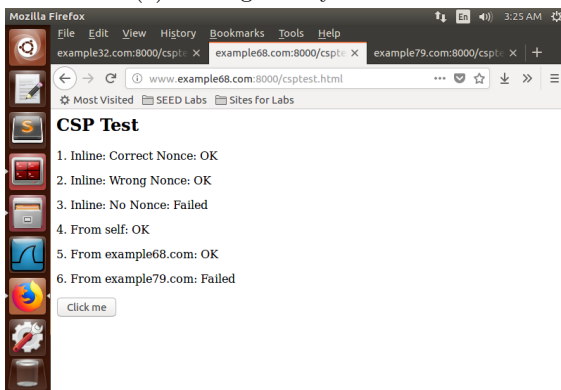 Mozilla Firefox
En
3:25 AM
File Edit View History Bookmarks Tools Help
example32.com:8000/cspte
example68.com:8000/cspte
example79.com:8000/cspte
www.example68.com:8000/csptest.html
Most Visited SEED Labs Sites for Labs
CSP Test
1. Inline: Correct Nonce: OK
2. Inline: Wrong Nonce: OK
3. Inline: No Nonce: Failed
4. From self: OK
5. From example68.com: OK
6. From example79.com: Failed
Click me